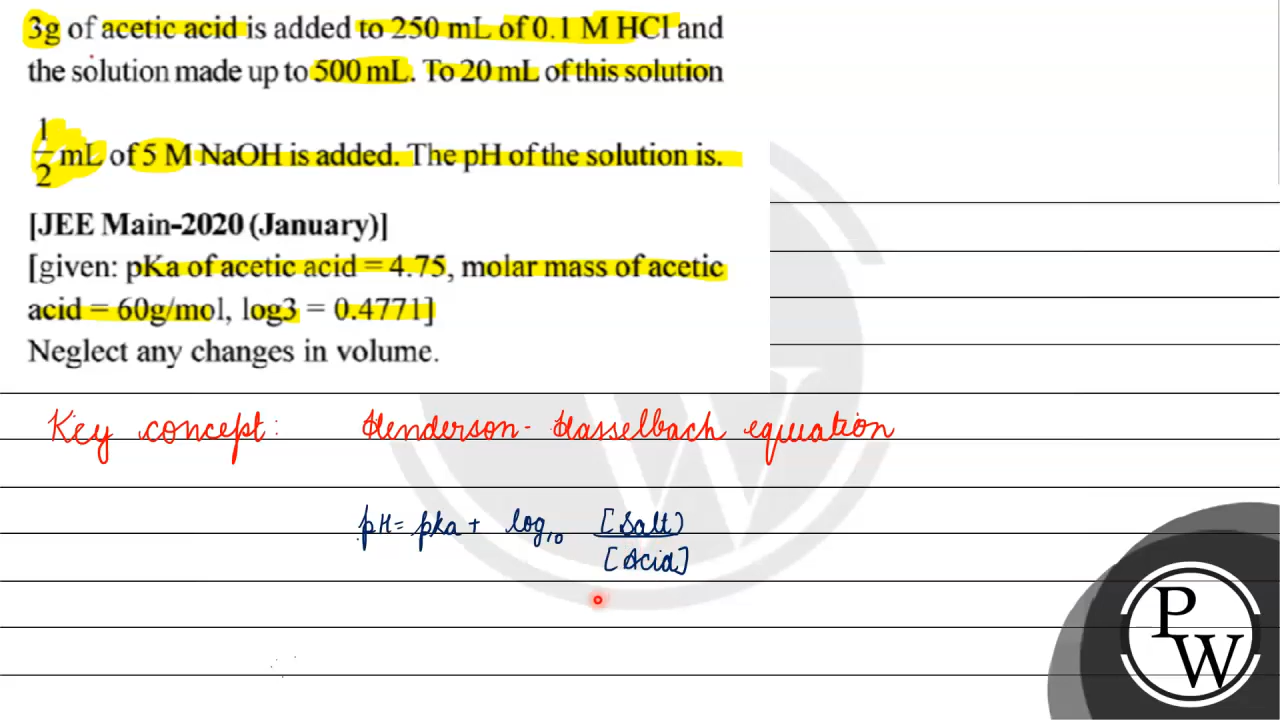 3g of acetic acid is added to 250 mL of 0.1 M HCl and
the solution made up to 500 mL. To 20 mL of this solution
1/2 mL of 5 M NaOH is added. The pH of the solution is.
[JEE Main-2020 (January)]
[given: pKa of acetic acid = 4.75, molar mass of acetic
acid = 60g/mol, log3 = 0.4771]
Neglect any changes in volume.
Key concept: Henderson-Hasselbach equation
pH = pka + log₁₀ [Salt)/[Acid]
PW